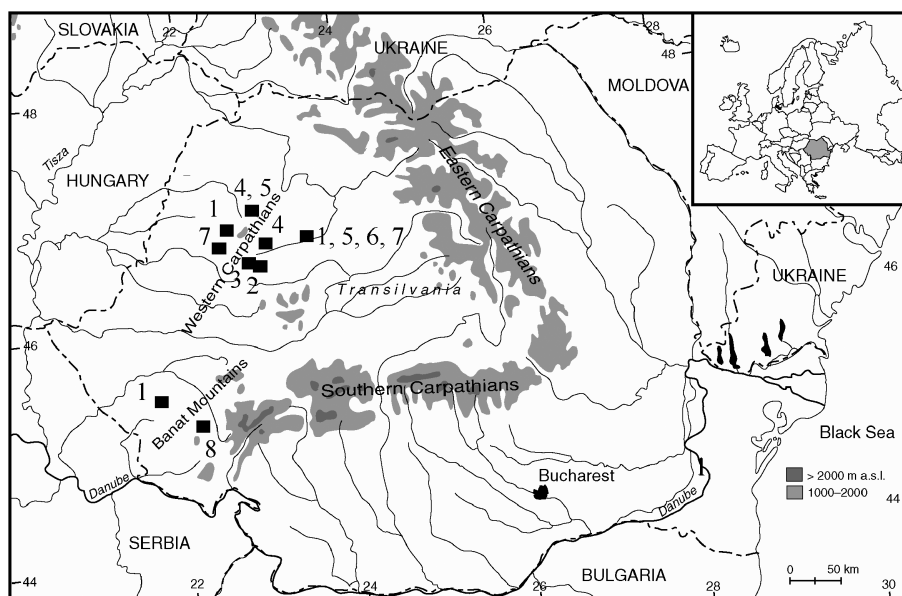 22
24
26
28
SLOVAKIA
UKRAINE
48
MOLDOVA
48
Tisza
HUNGARY
Eastern Carpathians
4, 5
1
4
1, 5, 6, 7
7
3
2
Western Carpathians
Transilvania
UKRAINE
46
46
Banat Mountains
1
8
Southern Carpathians
Black Sea
Bucharest
> 2000 m a.s.l.
1000–2000
44
Danube
Danube
SERBIA
BULGARIA
0 50 km
44
22
24
26
28
30